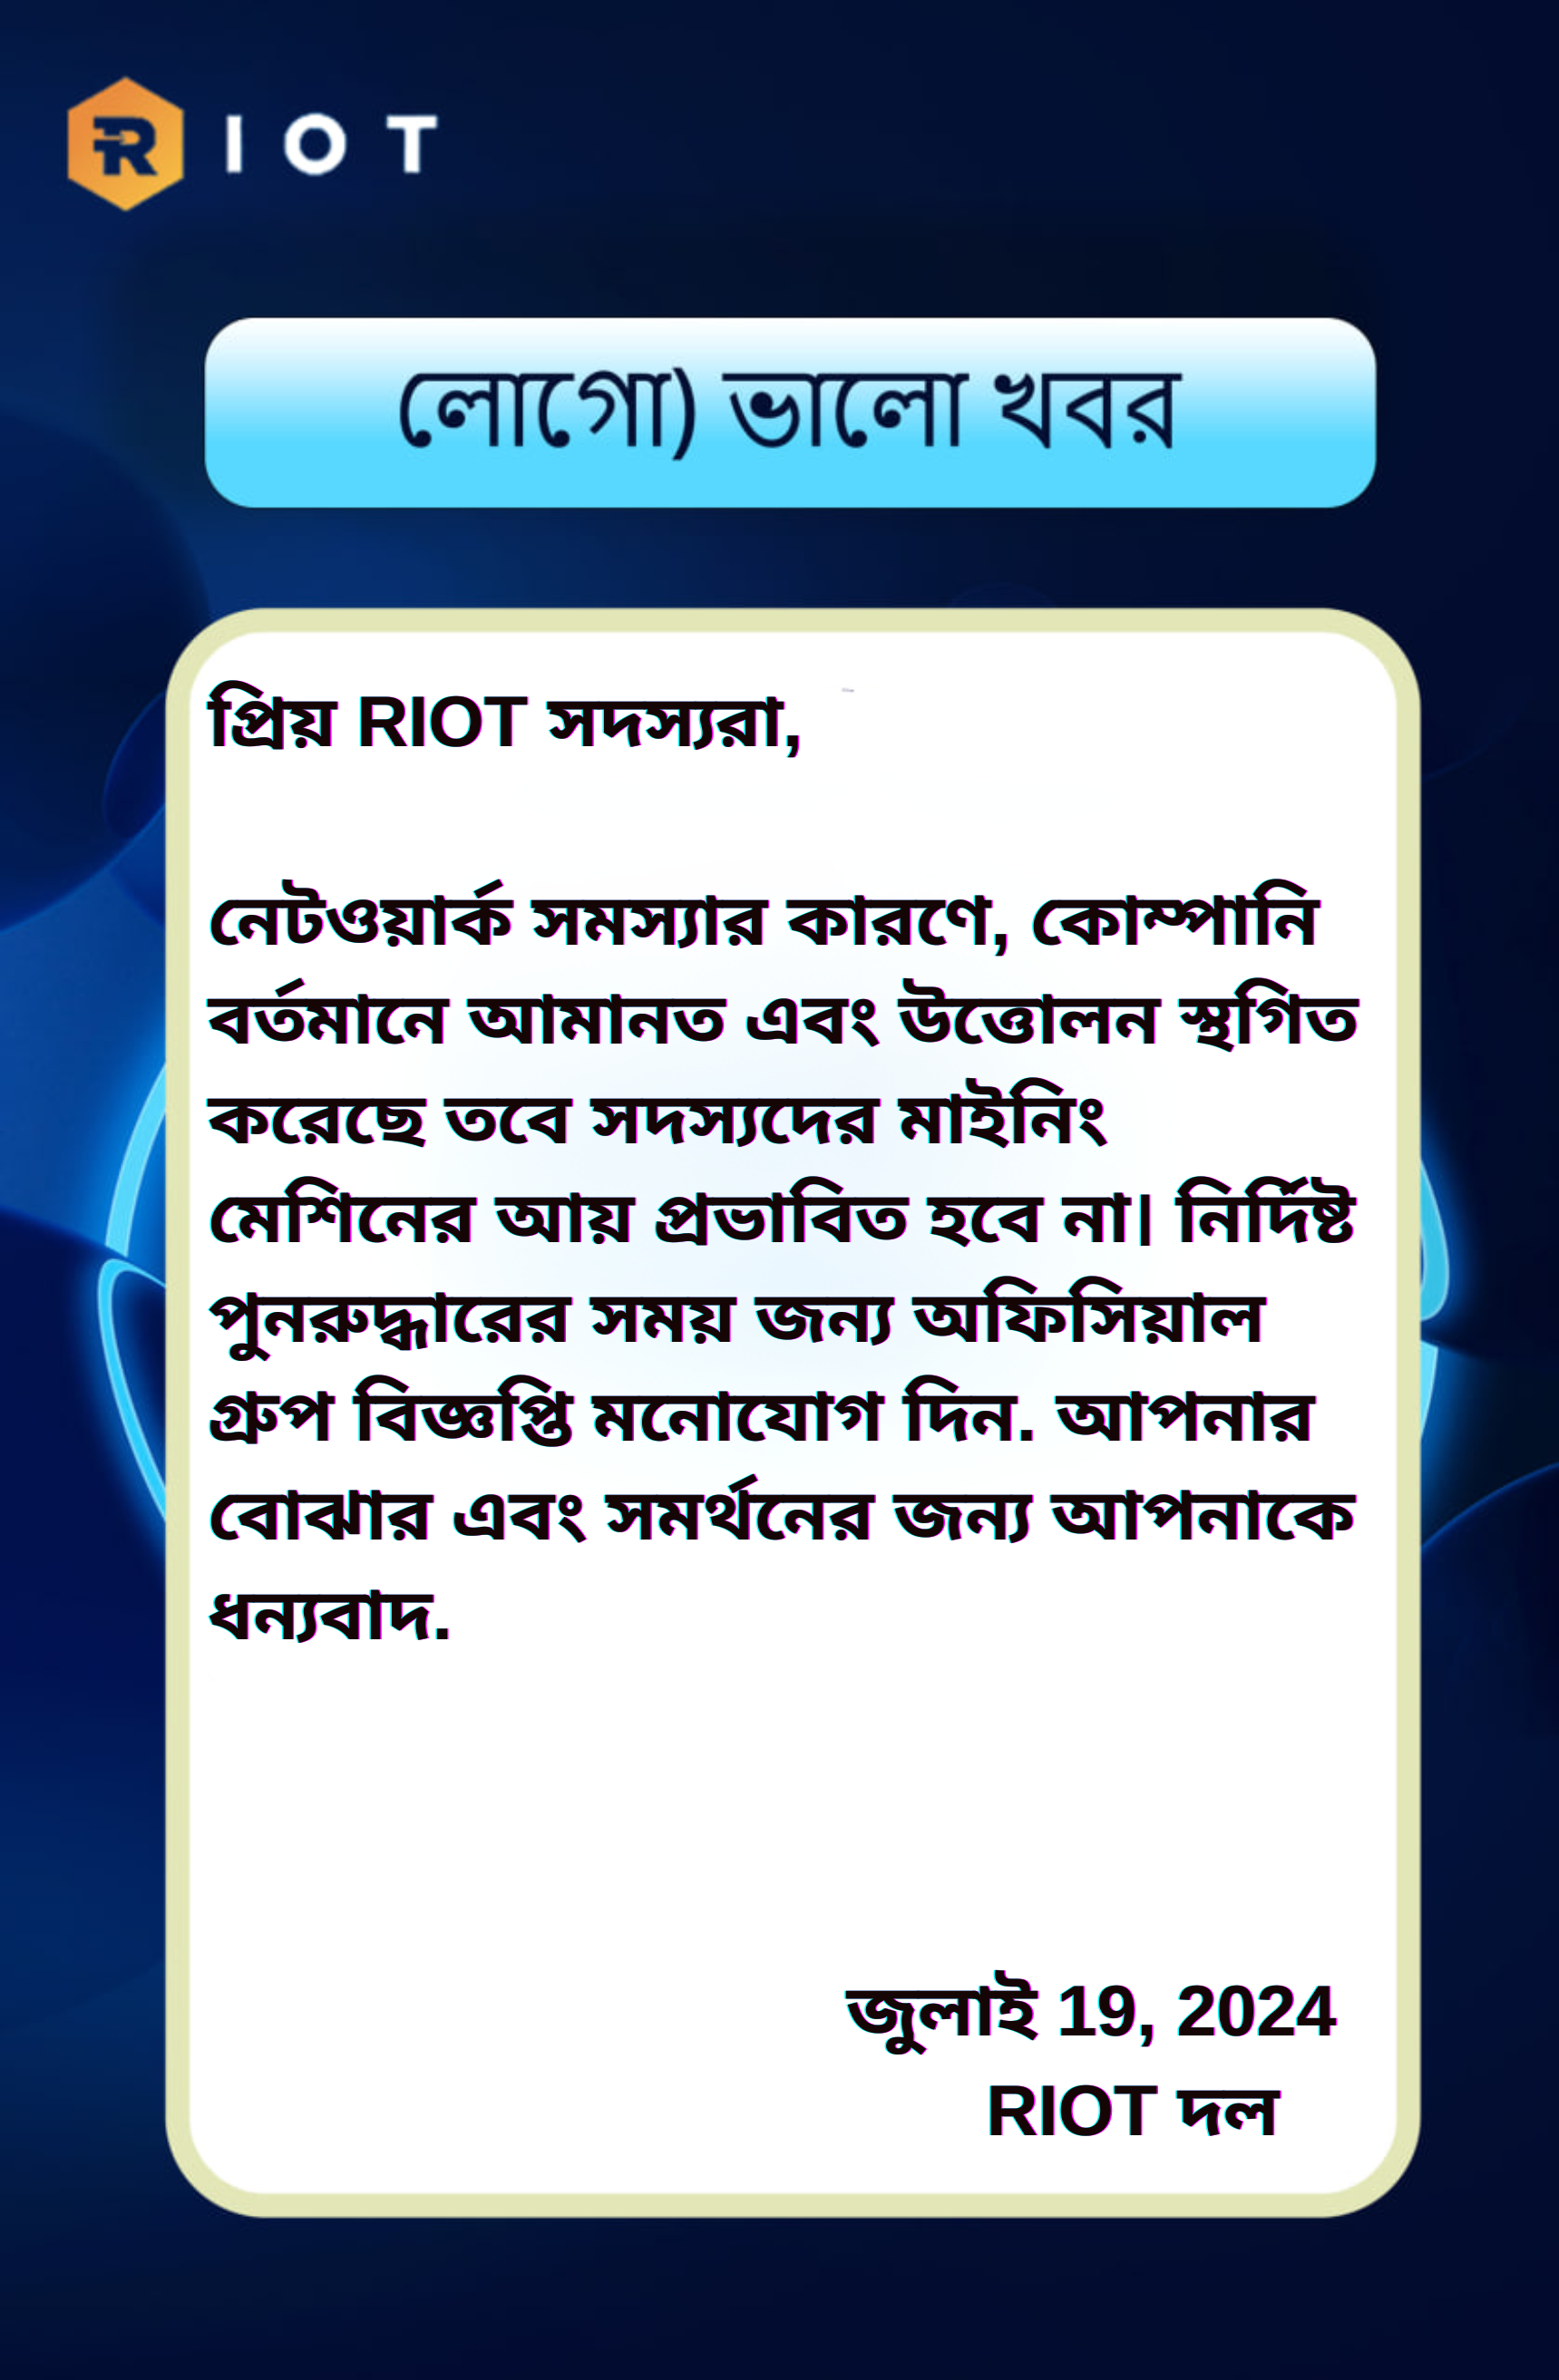 RIOT
লোগো) ভালো খবর
প্রিয় RIOT সদস্যরা,
নেটওয়ার্ক সমস্যার কারণে, কোম্পানি
বর্তমানে আমানত এবং উত্তোলন স্থগিত
করেছে তবে সদস্যদের মাইনিং
মেশিনের আয় প্রভাবিত হবে না। নির্দিষ্ট
পুনরুদ্ধারের সময় জন্য অফিসিয়াল
গ্রুপ বিজ্ঞপ্তি মনোযোগ দিন. আপনার
বোঝার এবং সমর্থনের জন্য আপনাকে
ধন্যবাদ.
জুলাই 19, 2024
RIOT দল